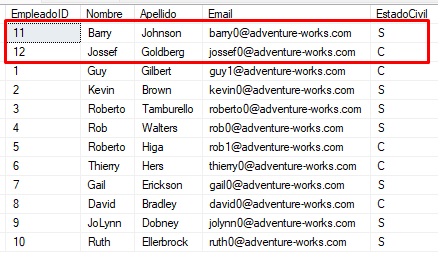 EmpleadoID Nombre Apellido Email EstadoCivil
11 Barry Johnson barry0@adventure-works.com S
12 Jossef Goldberg jossef0@adventure-works.com C
1 Guy Gilbert guy1@adventure-works.com C
2 Kevin Brown kevin0@adventure-works.com S
3 Roberto Tamburello roberto0@adventure-works.com S
4 Rob Walters rob0@adventure-works.com S
5 Roberto Higa rob1@adventure-works.com C
6 Thierry Hers thierry0@adventure-works.com C
7 Gail Erickson gail0@adventure-works.com S
8 David Bradley david0@adventure-works.com C
9 JoLynn Dobney jolynn0@adventure-works.com S
10 Ruth Ellerbrock ruth0@adventure-works.com S